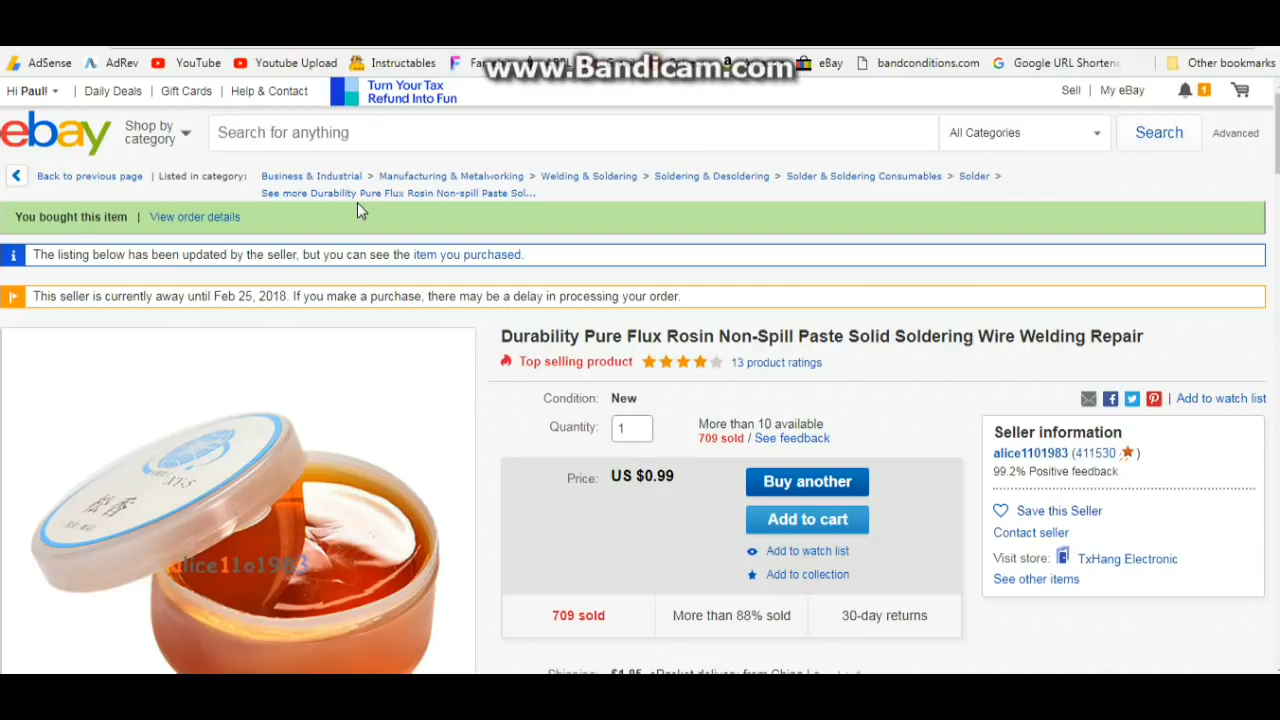 www.Bandicam.com
AdSense AdRev YouTube Youtube Upload Instructables eBay bandconditions.com Google URL Shortene Other bookmarks
Hi Paul! Daily Deals Gift Cards Help & Contact
Turn Your Tax
Refund Into Fun
Sell | My eBay 1
ebay
Shop by
category
Search for anything
All Categories
Search
Advanced
Back to previous page | Listed in category: Business & Industrial > Manufacturing & Metalworking > Welding & Soldering > Soldering & Desoldering > Solder & Soldering Consumables > Solder >
See more Durability Pure Flux Rosin Non-spill Paste Sol...
You bought this item | View order details
i The listing below has been updated by the seller, but you can see the item you purchased.
This seller is currently away until Feb 25, 2018. If you make a purchase, there may be a delay in processing your order.
Durability Pure Flux Rosin Non-Spill Paste Solid Soldering Wire Welding Repair
Top selling product 13 product ratings
Condition: New
Quantity: 1
More than 10 available
709 sold / See feedback
Price: US $0.99
Buy another
Add to cart
Add to watch list
Add to collection
709 sold
More than 88% sold
30-day returns
| Add to watch list
Seller information
alice1101983 (411530 )
99.2% Positive feedback
Save this Seller
Contact seller
Visit store: TxHang Electronic
See other items
松香
alice11o1983